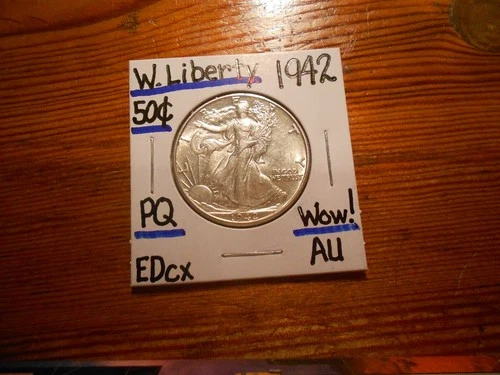 W. Liberty 1942
50¢
PQ
Wow!
EDcx
AU